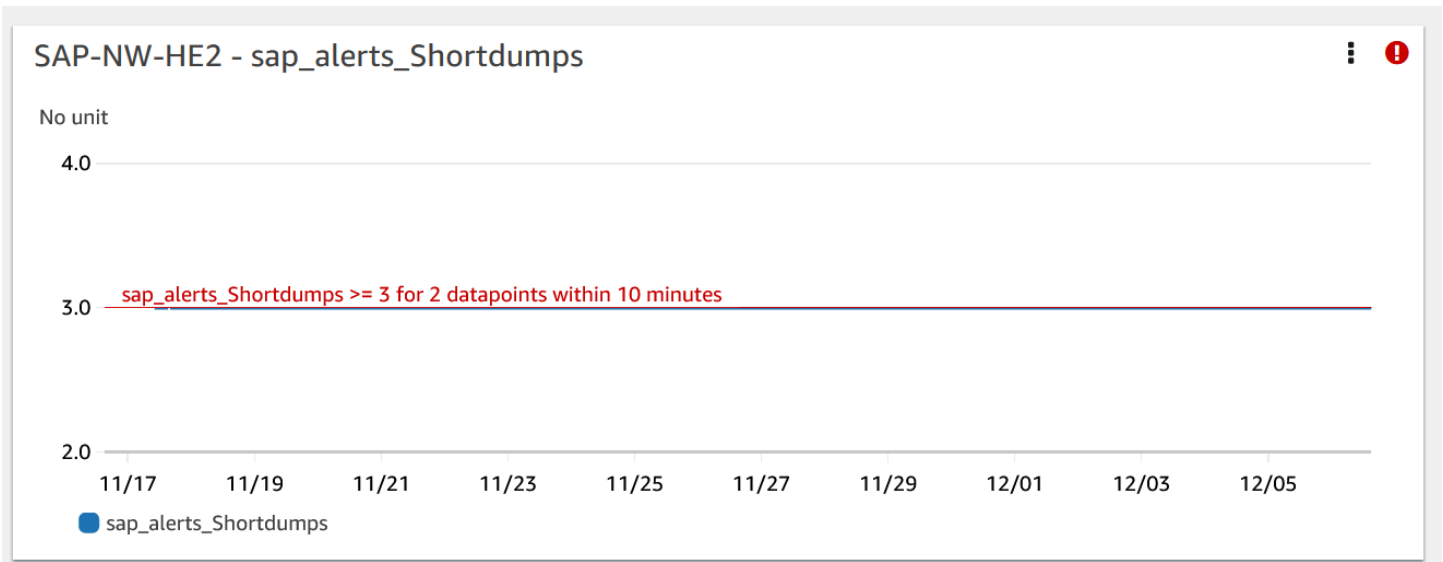 SAP-NW-HE2 - sap_alerts_Shortdumps
No unit
4.0
sap_alerts_Shortdumps >= 3 for 2 datapoints within 10 minutes
3.0
2.0
11/17 11/19 11/21 11/23 11/25 11/27 11/29 12/01 12/03 12/05
sap_alerts_Shortdumps